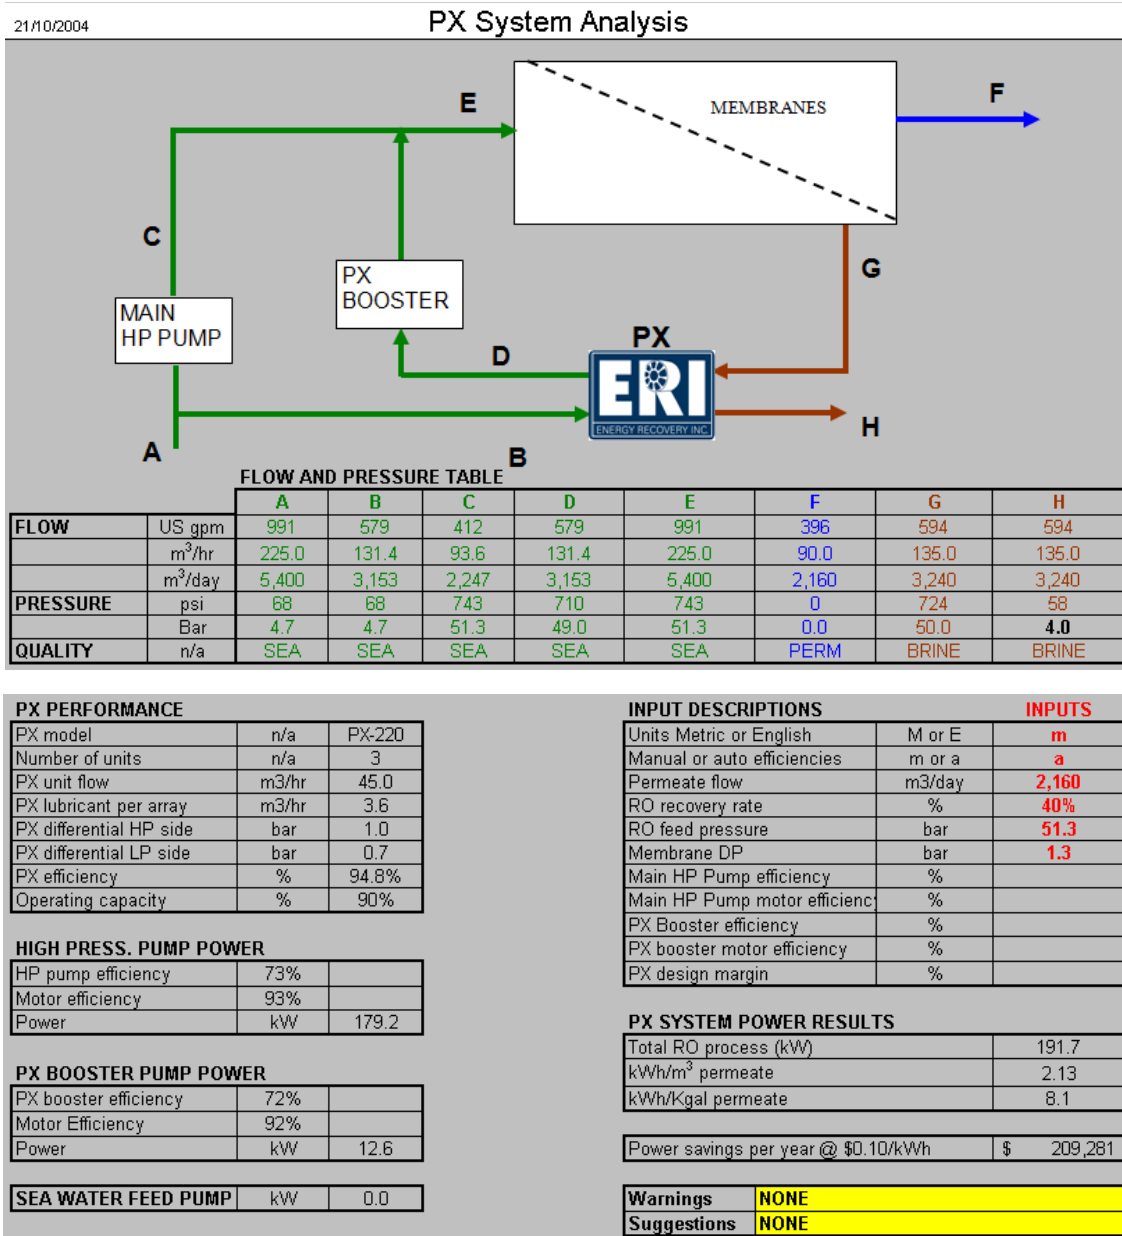 21/10/2004 PX System Analysis
MEMBRANES
E
F
C
G
PX
BOOSTER
MAIN
HP PUMP
PX
D
ERI
ENERGY RECOVERY INC.
H
A
B
FLOW AND PRESSURE TABLE
A B C D E F G H
FLOW US gpm 991 579 412 579 991 396 594 594
m³/hr 225.0 131.4 93.6 131.4 225.0 90.0 135.0 135.0
m³/day 5,400 3,153 2,247 3,153 5,400 2,160 3,240 3,240
PRESSURE psi 68 68 743 710 743 0 724 58
Bar 4.7 4.7 51.3 49.0 51.3 0.0 50.0 4.0
QUALITY n/a SEA SEA SEA SEA SEA PERM BRINE BRINE
PX PERFORMANCE
PX model n/a PX-220
Number of units n/a 3
PX unit flow m3/hr 45.0
PX lubricant per array m3/hr 3.6
PX differential HP side bar 1.0
PX differential LP side bar 0.7
PX efficiency % 94.8%
Operating capacity % 90%
HIGH PRESS. PUMP POWER
HP pump efficiency 73%
Motor efficiency 93%
Power kW 179.2
PX BOOSTER PUMP POWER
PX booster efficiency 72%
Motor Efficiency 92%
Power kW 12.6
SEA WATER FEED PUMP kW 0.0
INPUT DESCRIPTIONS INPUTS
Units Metric or English M or E m
Manual or auto efficiencies m or a a
Permeate flow m3/day 2,160
RO recovery rate % 40%
RO feed pressure bar 51.3
Membrane DP bar 1.3
Main HP Pump efficiency %
Main HP Pump motor efficienc %
PX Booster efficiency %
PX booster motor efficiency %
PX design margin %
PX SYSTEM POWER RESULTS
Total RO process (kW) 191.7
kWh/m³ permeate 2.13
kWh/Kgal permeate 8.1
Power savings per year @ $0.10/kWh $ 209,281
Warnings NONE
Suggestions NONE